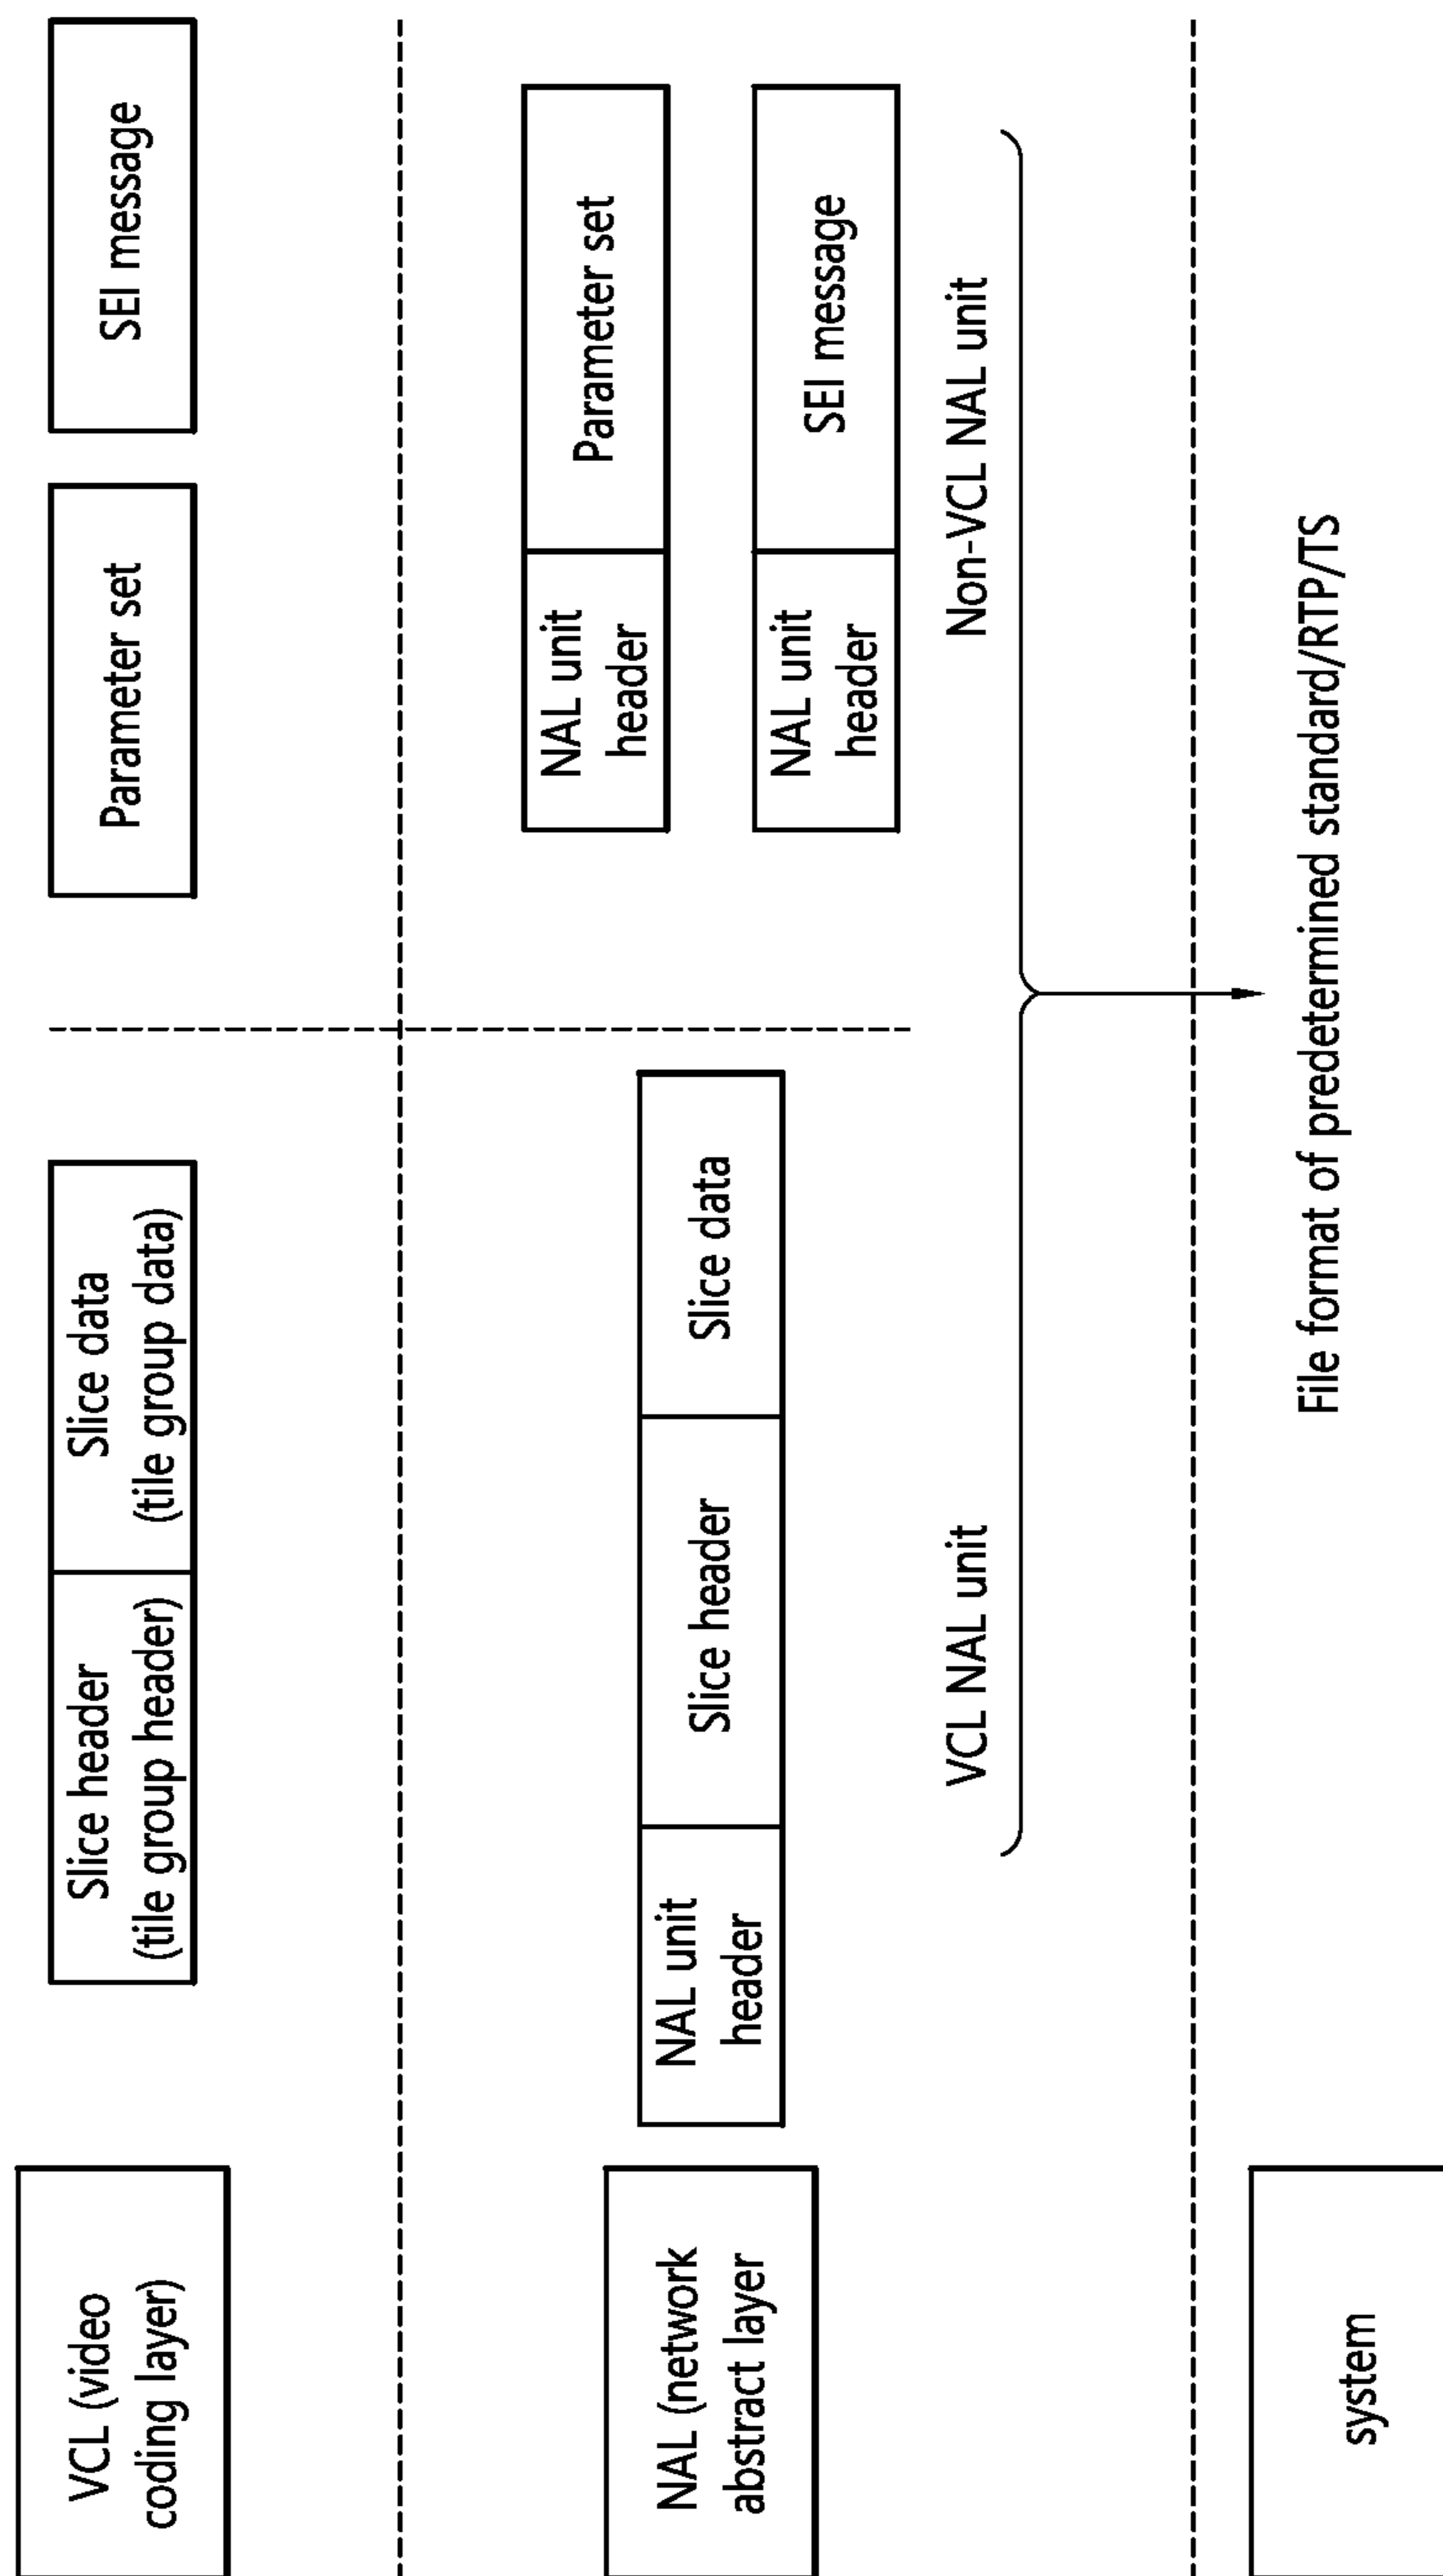 VCL (video
coding layer)
Slice header
(tile group header)
Slice data
(tile group data)
Parameter set
SEI message
NAL (network
abstract layer
NAL unit
header
Slice header
Slice data
NAL unit
header
Parameter set
NAL unit
header
SEI message
VCL NAL unit
Non-VCL NAL unit
system
File format of predetermined standard/RTP/TS